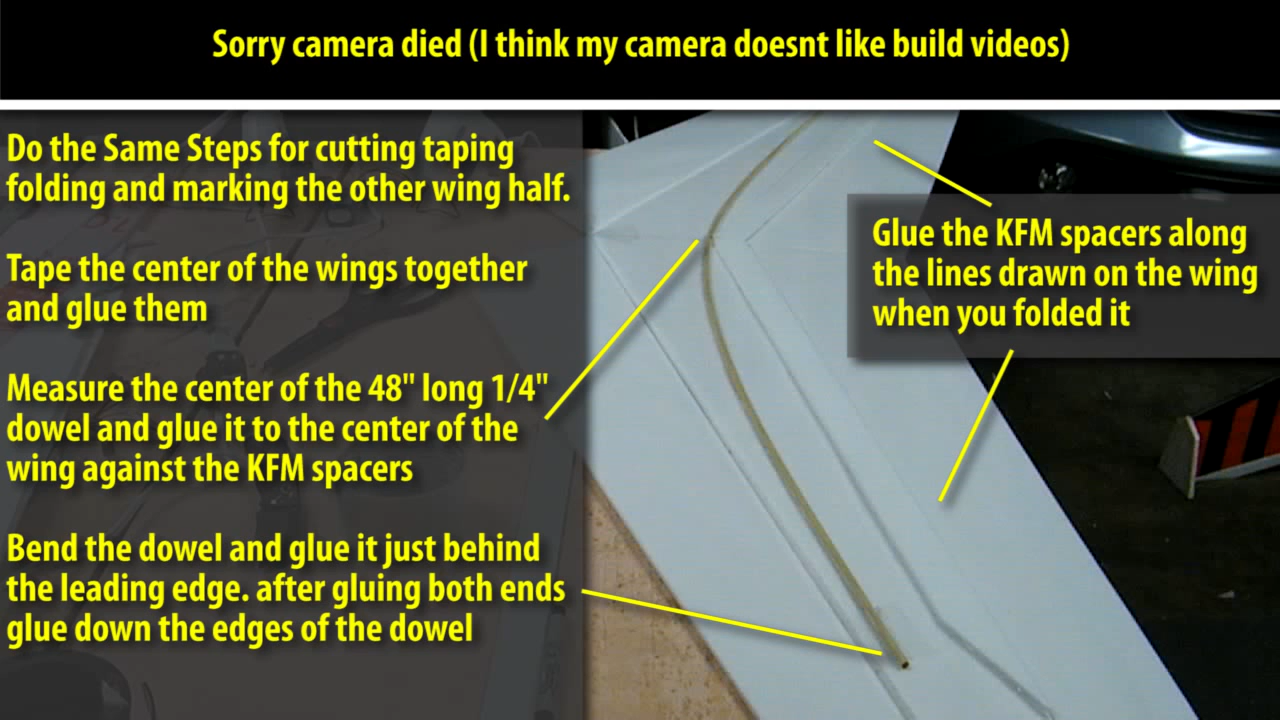 Sorry camera died (I think my camera doesnt like build videos)
Do the Same Steps for cutting taping
folding and marking the other wing half.
Tape the center of the wings together
and glue them
Measure the center of the 48" long 1/4"
dowel and glue it to the center of the
wing against the KFM spacers
Bend the dowel and glue it just behind
the leading edge. after gluing both ends
glue down the edges of the dowel
Glue the KFM spacers along
the lines drawn on the wing
when you folded it